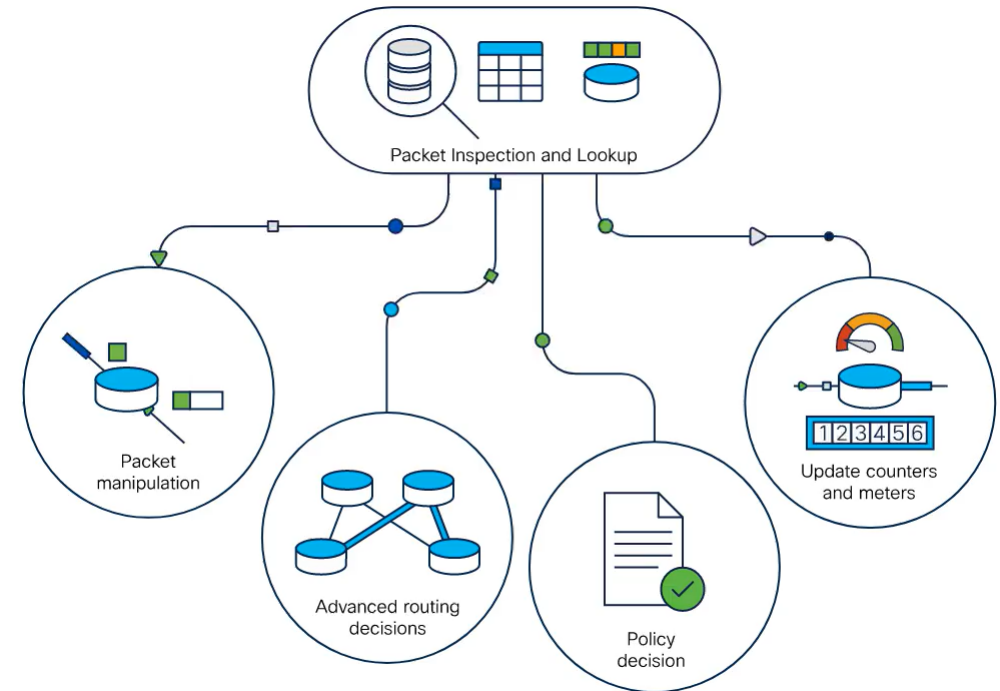 Packet Inspection and Lookup
Packet
manipulation
Advanced routing
decisions
Policy
decision
123456
Update counters
and meters